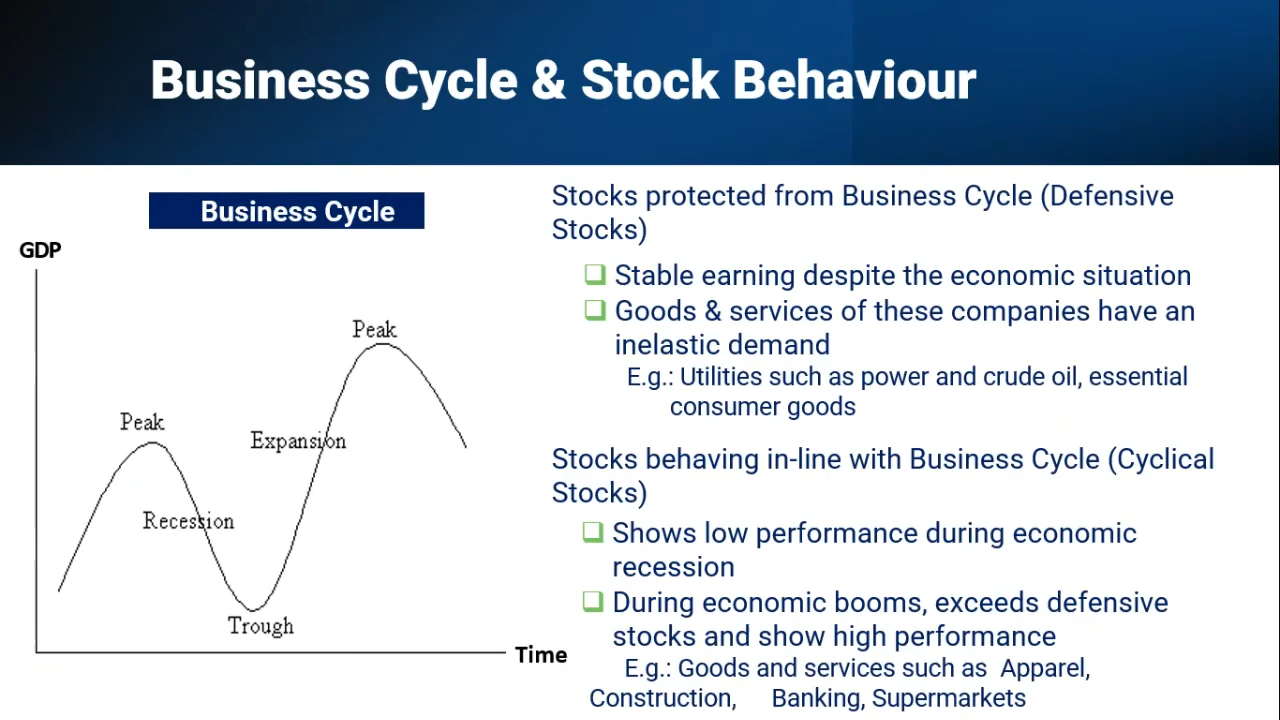 Business Cycle & Stock Behaviour
Business Cycle
GDP
Peak
Peak
Expansion
Recession
Trough
Time
Stocks protected from Business Cycle (Defensive
Stocks)
Stable earning despite the economic situation
Goods & services of these companies have an
inelastic demand
E.g.: Utilities such as power and crude oil, essential
consumer goods
Stocks behaving in-line with Business Cycle (Cyclical
Stocks)
Shows low performance during economic
recession
During economic booms, exceeds defensive
stocks and show high performance
E.g.: Goods and services such as Apparel,
Construction, Banking, Supermarkets